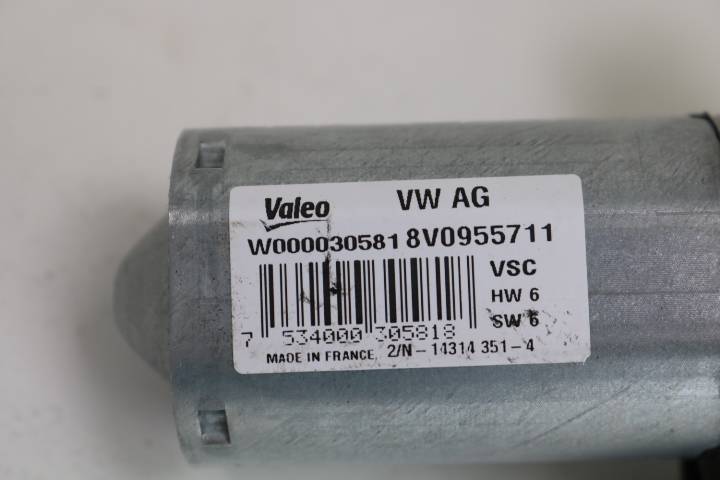 Valeo VW AG
W000030581 8V0955711
VSC
HW 6
SW 6
7 534000 305818
MADE IN FRANCE 2/N-14314 351-4